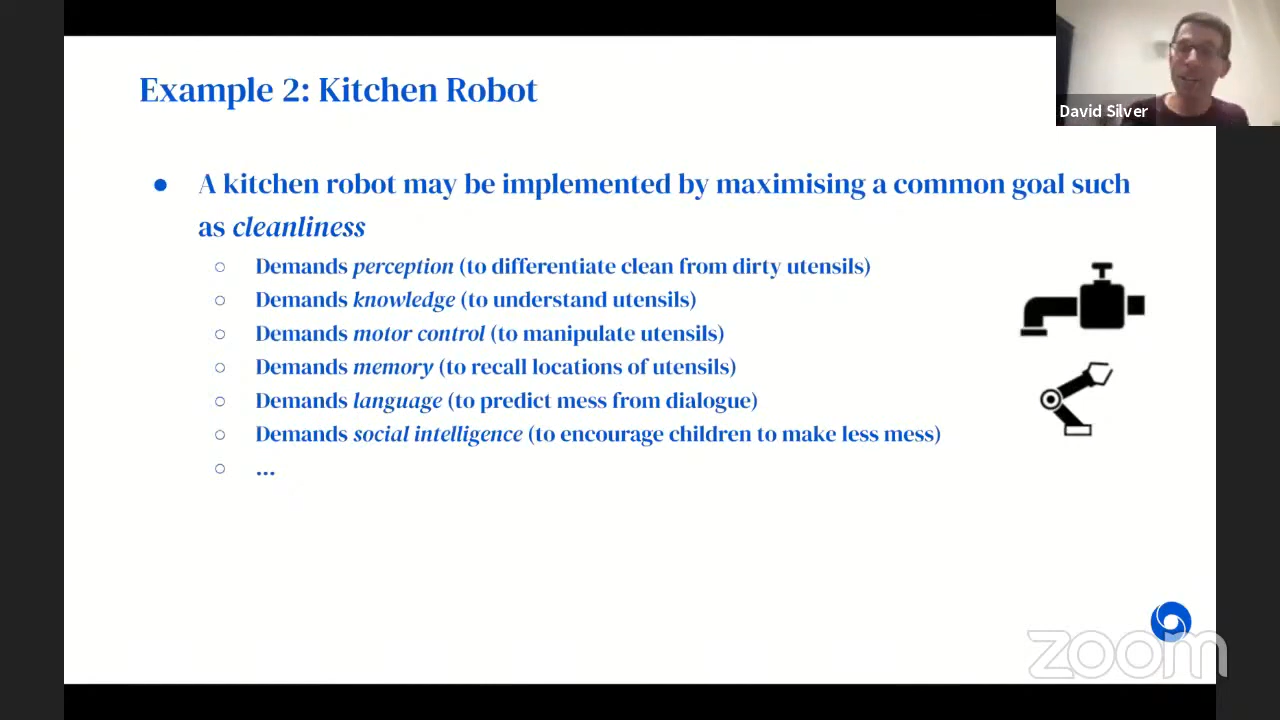 David Silver
Example 2: Kitchen Robot
● A kitchen robot may be implemented by maximising a common goal such
as cleanliness
○ Demands perception (to differentiate clean from dirty utensils)
○ Demands knowledge (to understand utensils)
○ Demands motor control (to manipulate utensils)
○ Demands memory (to recall locations of utensils)
○ Demands language (to predict mess from dialogue)
○ Demands social intelligence (to encourage children to make less mess)
○ ...
zoom